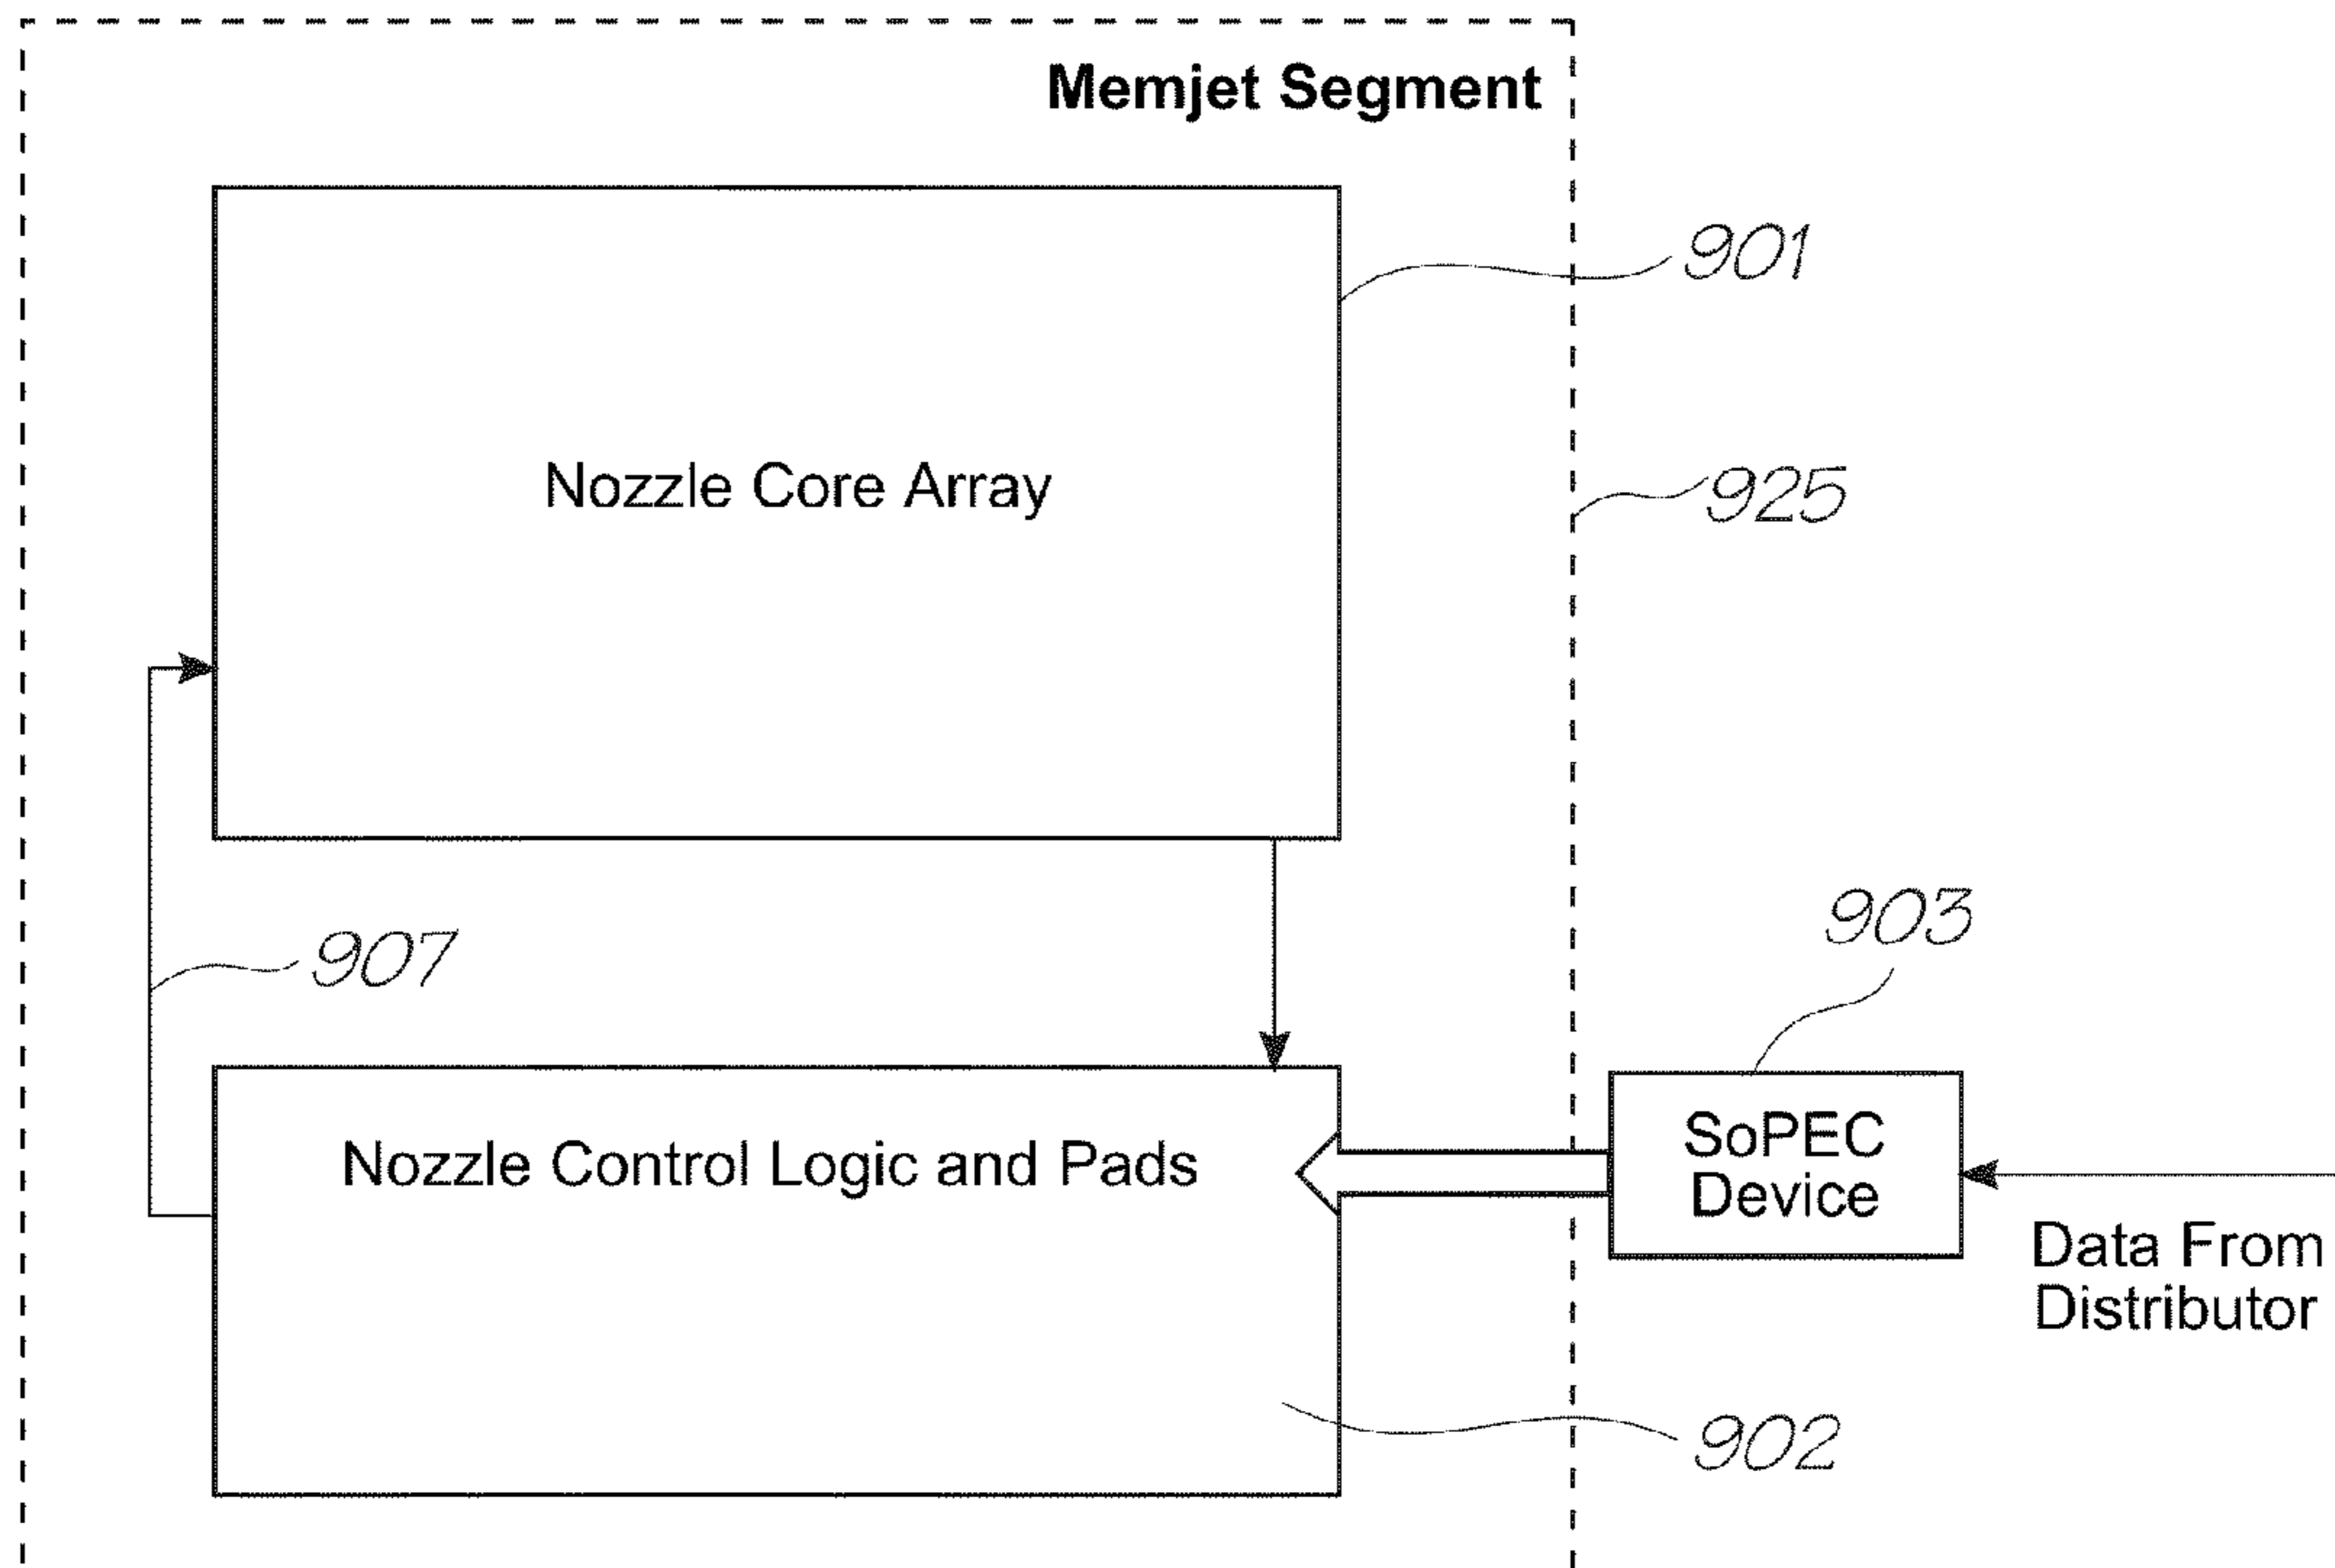 Memjet Segment
901
Nozzle Core Array
925
903
907
SoPEC
Device
Nozzle Control Logic and Pads
Data From
Distributor
902